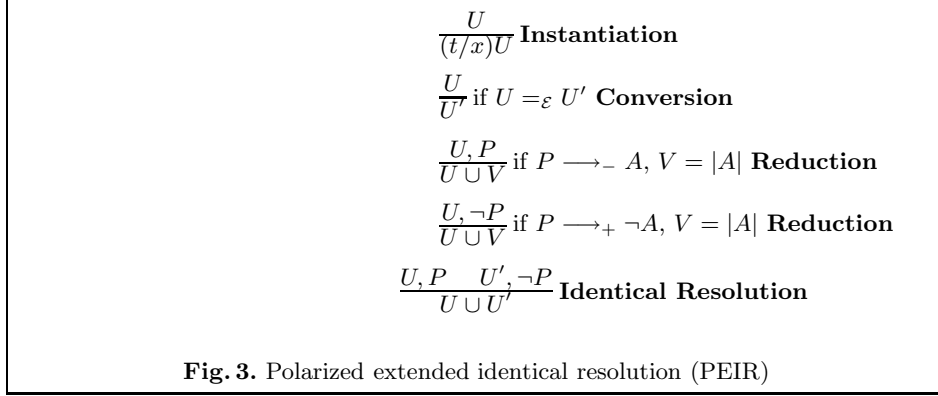 U
(t/x)U Instantiation
U
U′ if U =ℰ U′ Conversion
U, P
U ∪ V if P ⟶₋ A, V = |A| Reduction
U, ¬P
U ∪ V if P ⟶₊ ¬A, V = |A| Reduction
U, P U′, ¬P
U ∪ U′ Identical Resolution
Fig. 3. Polarized extended identical resolution (PEIR)